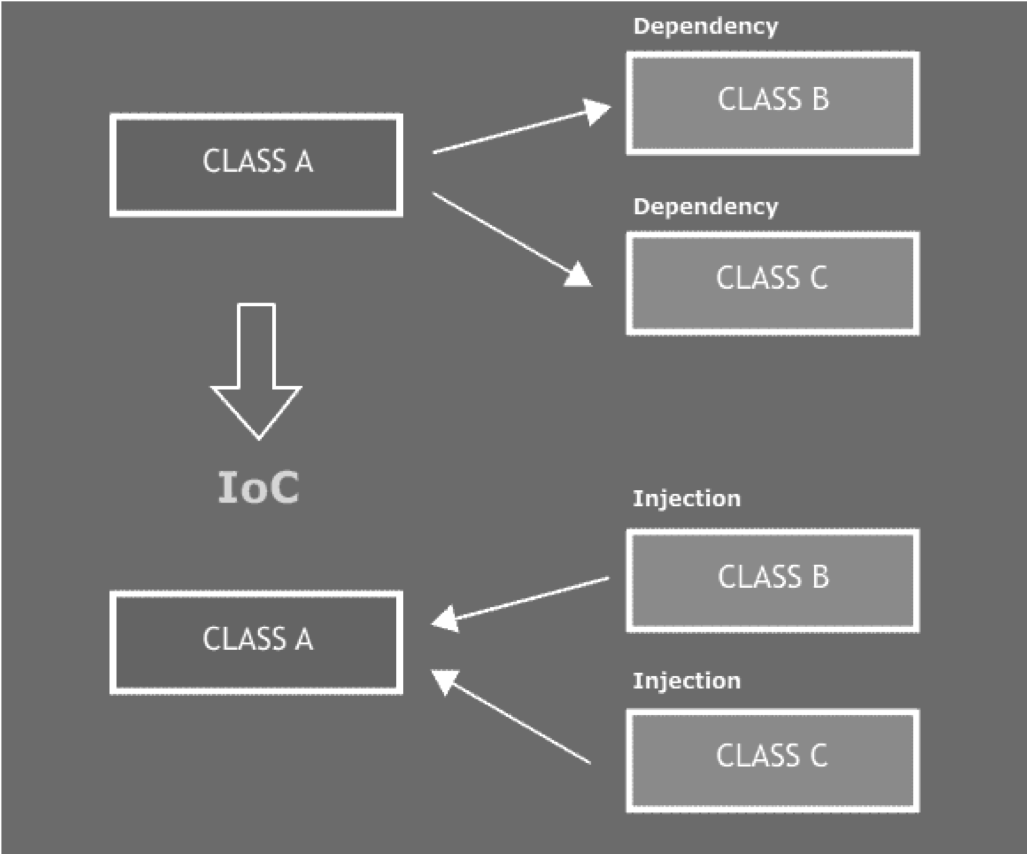 Dependency
CLASS B
CLASS A
Dependency
CLASS C
IoC
Injection
CLASS B
CLASS A
Injection
CLASS C